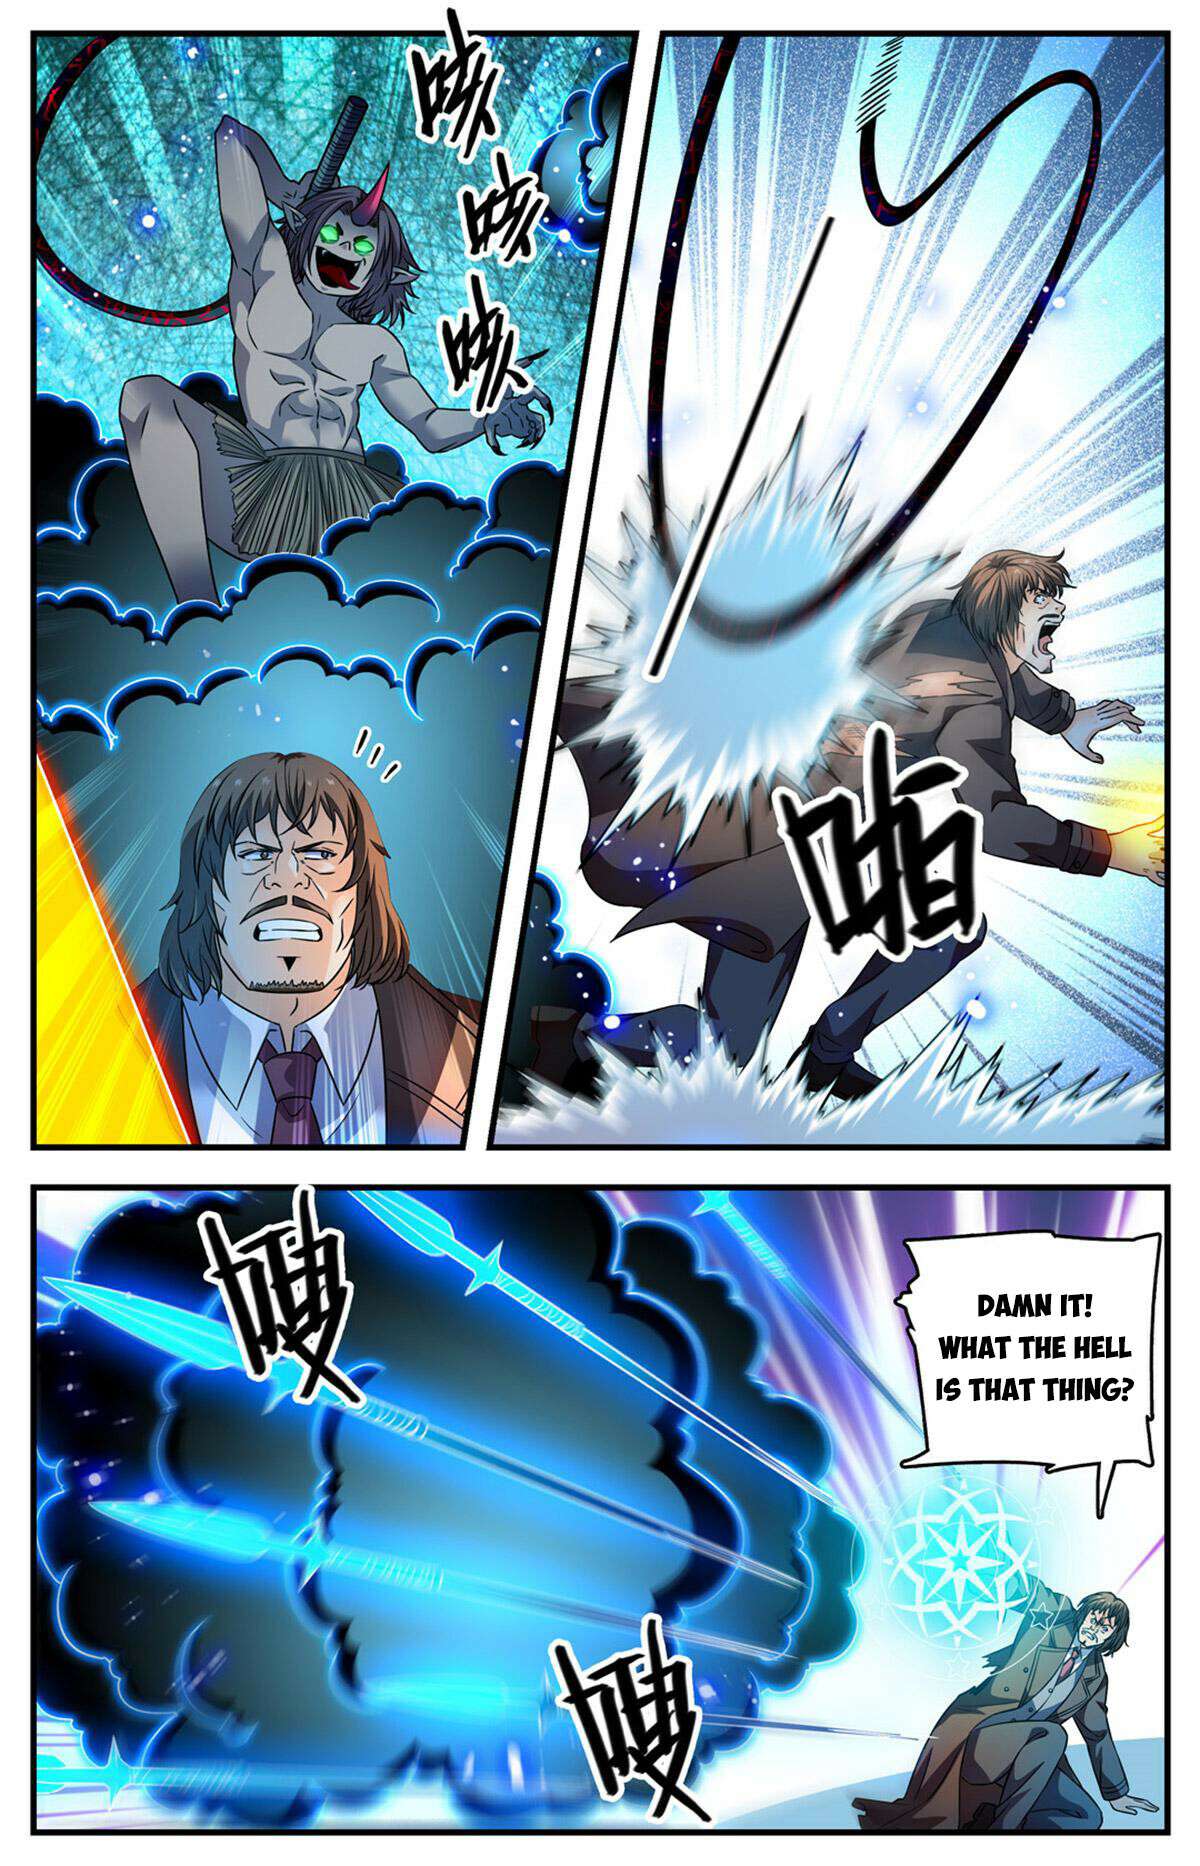 咳
咳
咳
啪
嗖
DAMN IT!
WHAT THE HELL
IS THAT THING?
嗖